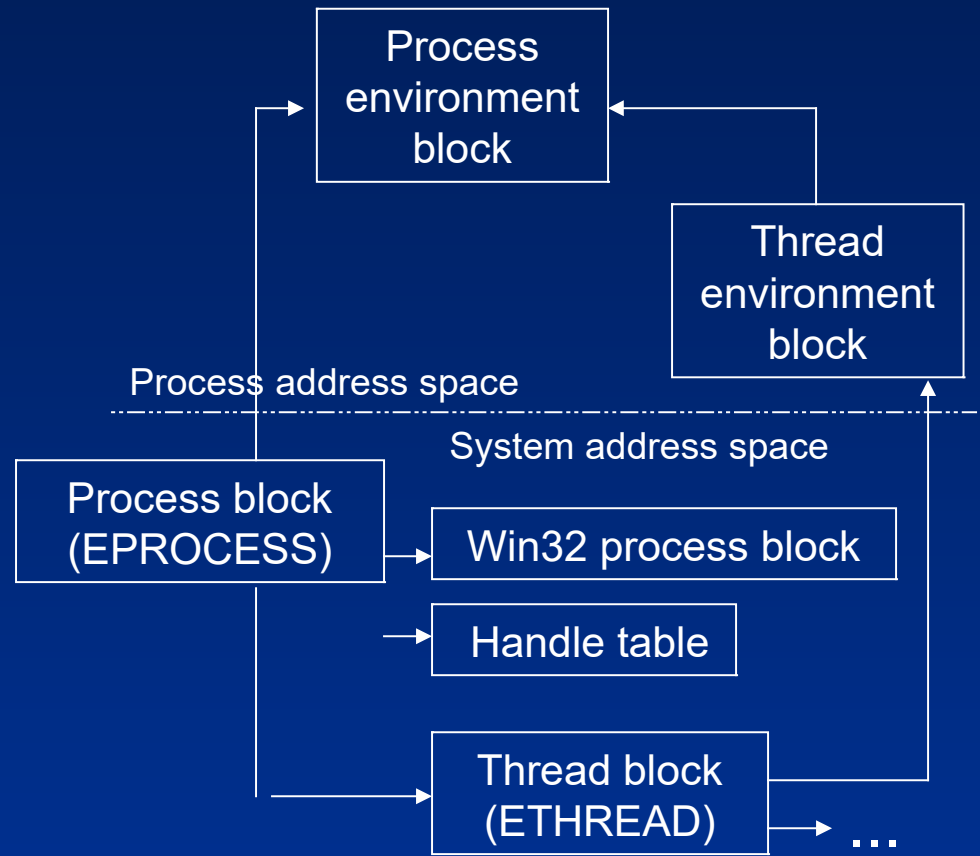 Process
environment
block
Thread
environment
block
Process address space
System address space
Process block
(EPROCESS)
Win32 process block
Handle table
Thread block
(ETHREAD)
...